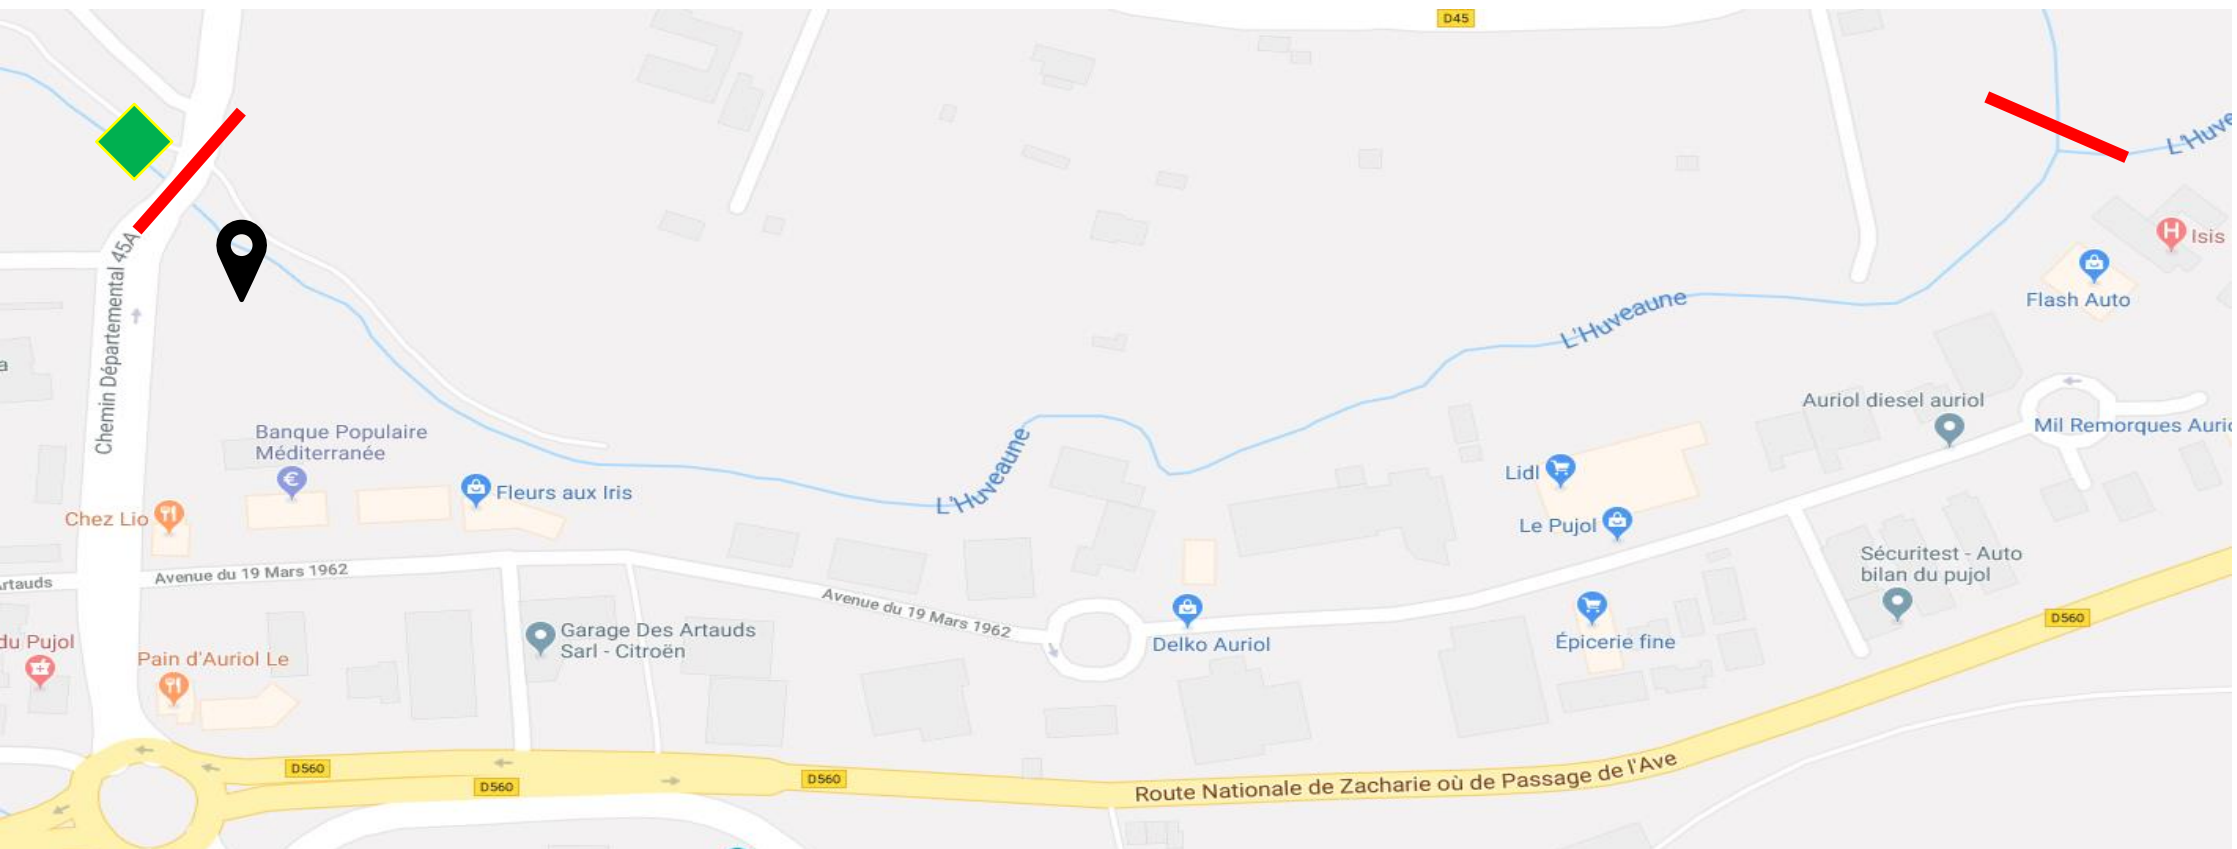 D45
L'Huve
Isis
Flash Auto
Chemin Départemental 45A
L'Huveaune
a
Auriol diesel auriol
Mil Remorques Auric
Banque Populaire
Méditerranée
L'Huveaune
Lidl
Fleurs aux Iris
Chez Lio
Le Pujol
Sécuritest - Auto
bilan du pujol
Avenue du 19 Mars 1962
rtauds
Avenue du 19 Mars 1962
D560
Garage Des Artauds
Sarl - Citroën
du Pujol
Delko Auriol
Épicerie fine
Pain d'Auriol Le
D560
D560
D560
Route Nationale de Zacharie où de Passage de l'Ave